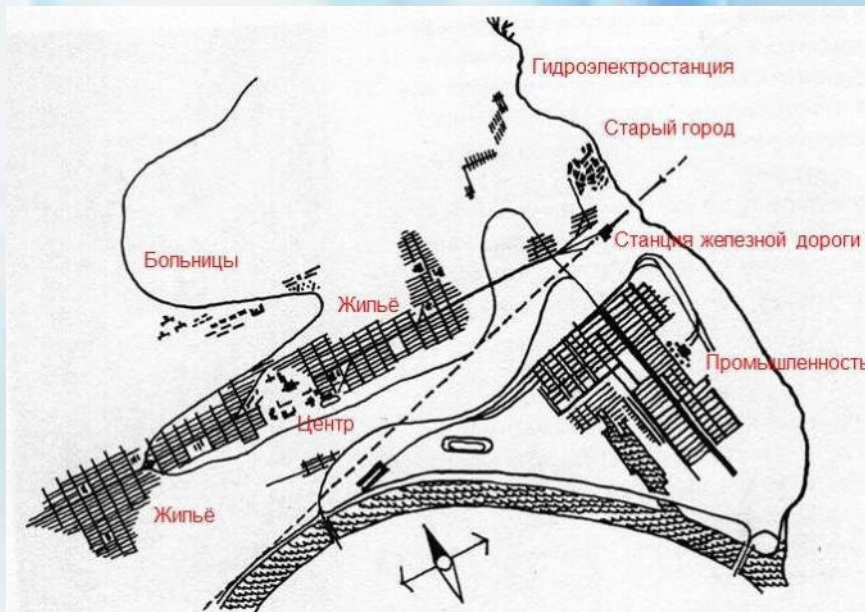 Гидроэлектростанция
Старый город
Станция железной дороги
Больницы
Жильё
Промышленность
Центр
Жильё